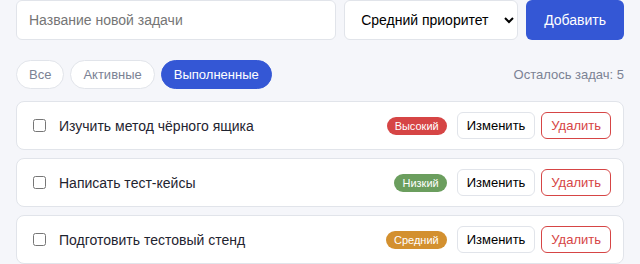 Название новой задачи Средний приоритет Добавить
Все Активные Выполненные Осталось задач: 5
Изучить метод чёрного ящика Высокий Изменить Удалить
Написать тест-кейсы Низкий Изменить Удалить
Подготовить тестовый стенд Средний Изменить Удалить